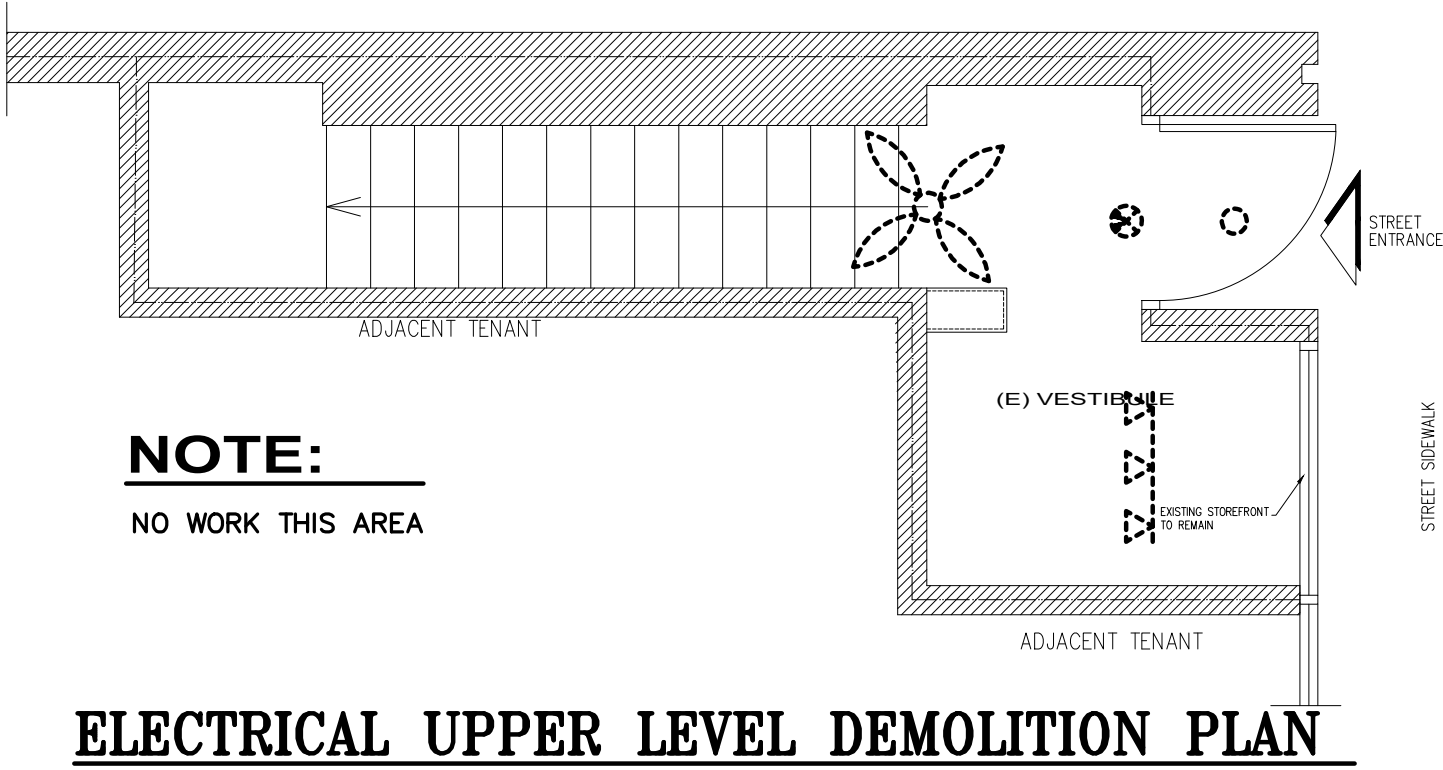 STREET
ENTRANCE
ADJACENT TENANT
(E) VESTIBULE
STREET SIDEWALK
NOTE:
NO WORK THIS AREA
EXISTING STOREFRONT
TO REMAIN
ADJACENT TENANT
ELECTRICAL UPPER LEVEL DEMOLITION PLAN